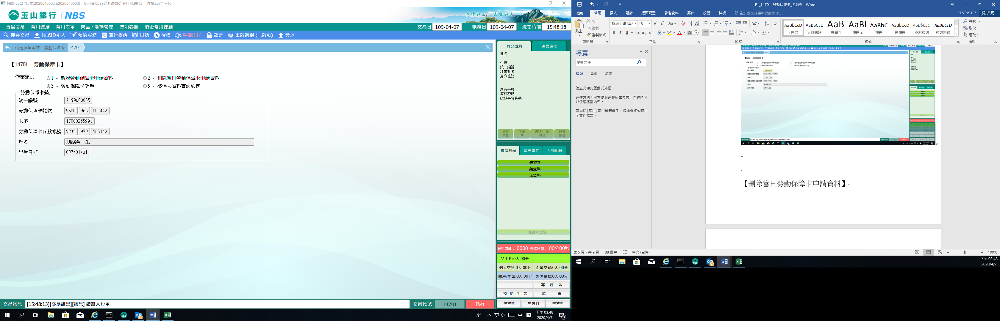 NBS-uat2 (版本:2020040602.b2020040602) 使用者:00386(測試480) 分行別:9915 工作站:L9711A10
玉山銀行 | NBS
心清如玉, 義重如山.
自選交易 常用連結 常用表單 商品 / 活動管理 智能客服 消金常用連結
交易日 109-04-07 帳務日 109-04-07 現在時間 15:48:18
搜尋交易 帳號ID引入 預約服務 蒞行提醒 日誌 授權 廣播:114 鎖定 重啟週邊 (已啟動) 簽退
約定事項申請 勞動保障卡 14701
【14701 勞動保障卡】
作業類別
1 - 新增勞動保障卡申請資料
2 - 刪除當日勞動保障卡申請資料
3 - 勞動保障卡銷戶
5 - 被保人資料查詢約定
勞動保障卡銷戶
統一編號 A199000835
勞動保障卡帳號 9300 966 001442
卡號 17000255991
勞動保障卡存款帳號 9232 979 563142
戶名 測試黃一生
出生日期 087/01/01
交易訊息 [15:48:13][交易訊息][訊息] 請放入短單
交易代號 14701 執行
身分識別 產品往來
姓名
生日
統一編號
理專姓名
身分註記
注意事項
簡訊密碼
近期事故異動
顧客資訊 手續費 通路/共同行銷 顧客影像
推薦商品 重要事件 互動記錄
無資料
無資料
無資料
一般轉介登錄
服務號碼: 0000 等候時間: 00分00秒
V I P:0人 00分
個人交易:0人 00分 企業交易:0人 00分
開戶/申請:0人 00分 外匯業務:0人 00分
再 呼 叫
預 約 叫 號 結 束
無資料 無資料 無資料
中
下午 03:48
2020/4/7
3
F1_14701 勞動保障卡_尤淑姬 - Word
檔案 常用 插入 設計 版面配置 參考資料 郵件 校閱 檢視 告訴我您想要執行的動作...
TEST19125 共用
貼上 剪下
複製
複製格式
新細明體 (本文 18
剪貼簿 字型 段落 樣式 編輯
AaBbCcD AaBbCcD AaB AaBl AaBbC AaBbCcD AaBbCcD AaBbCcD
內文 無間距 標題 1 標題 2 標題 副標題 區別強調 強調斜體
尋找
取代
選取
導覽
搜尋文件
標題 頁面 結果
建立文件的互動式外框。
這種方法非常方便您追蹤所在位置,同時也可
以快速移動內容。
請先從 [常用] 索引標籤著手,將標題樣式套用
至文件標題。
【14701 勞動保障卡】
【刪除當日勞動保障卡申請資料】
第 5 頁,共 9 頁 88 個字 中文 (台灣)
100%
下午 03:48
2020/4/7